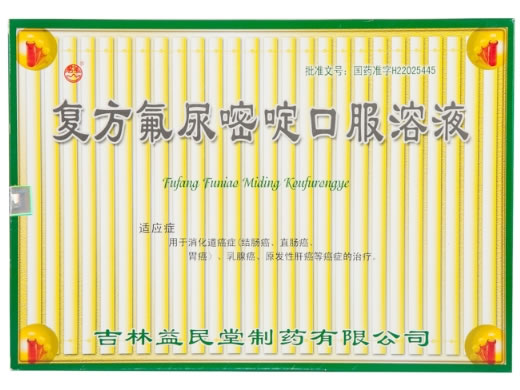 批准文号：国药准字H22025445
复方氟尿嘧啶口服溶液
Fufang Funiao Miding Koufurongye
适应症
用于消化道癌症（结肠癌、直肠癌、
胃癌）、乳腺癌、原发性肝癌等癌症的治疗。
吉林益民堂制药有限公司